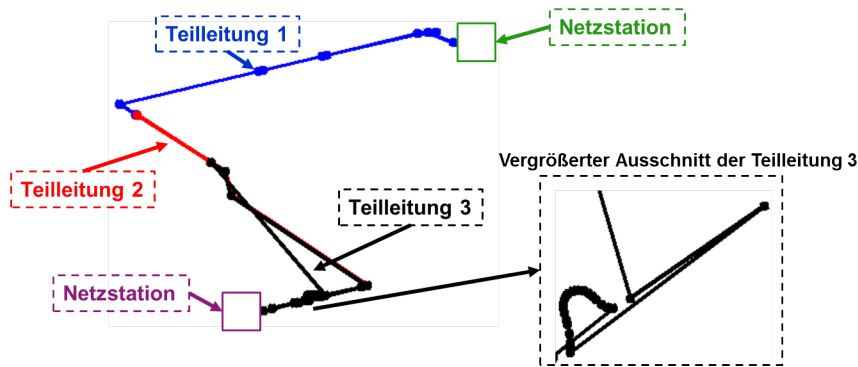 Teilleitung 1
Netzstation
Teilleitung 2
Vergrößerter Ausschnitt der Teilleitung 3
Teilleitung 3
Netzstation